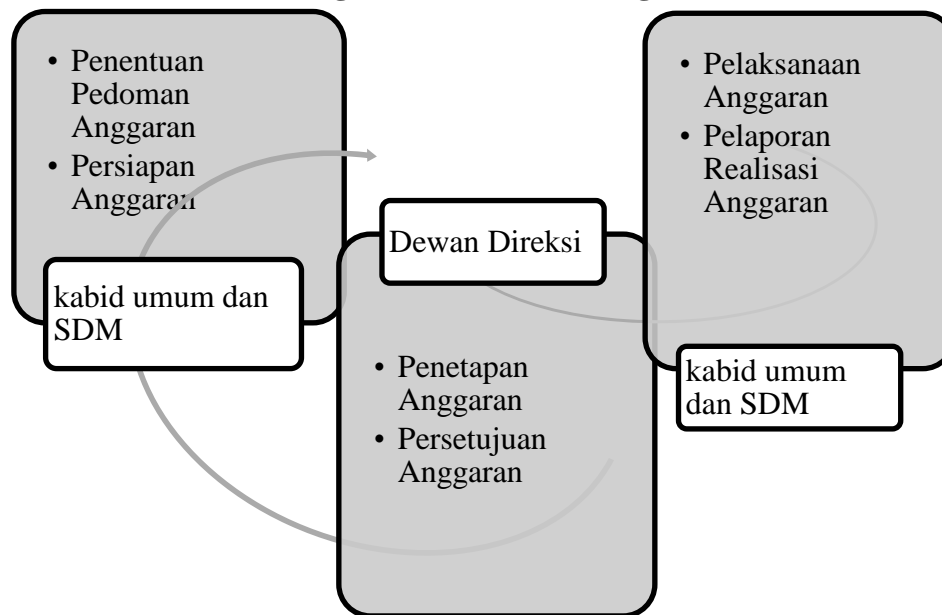 • Penentuan
Pedoman
Anggaran
• Persiapan
Anggaran
kabid umum dan
SDM
Dewan Direksi
• Penetapan
Anggaran
• Persetujuan
Anggaran
• Pelaksanaan
Anggaran
• Pelaporan
Realisasi
Anggaran
kabid umum
dan SDM